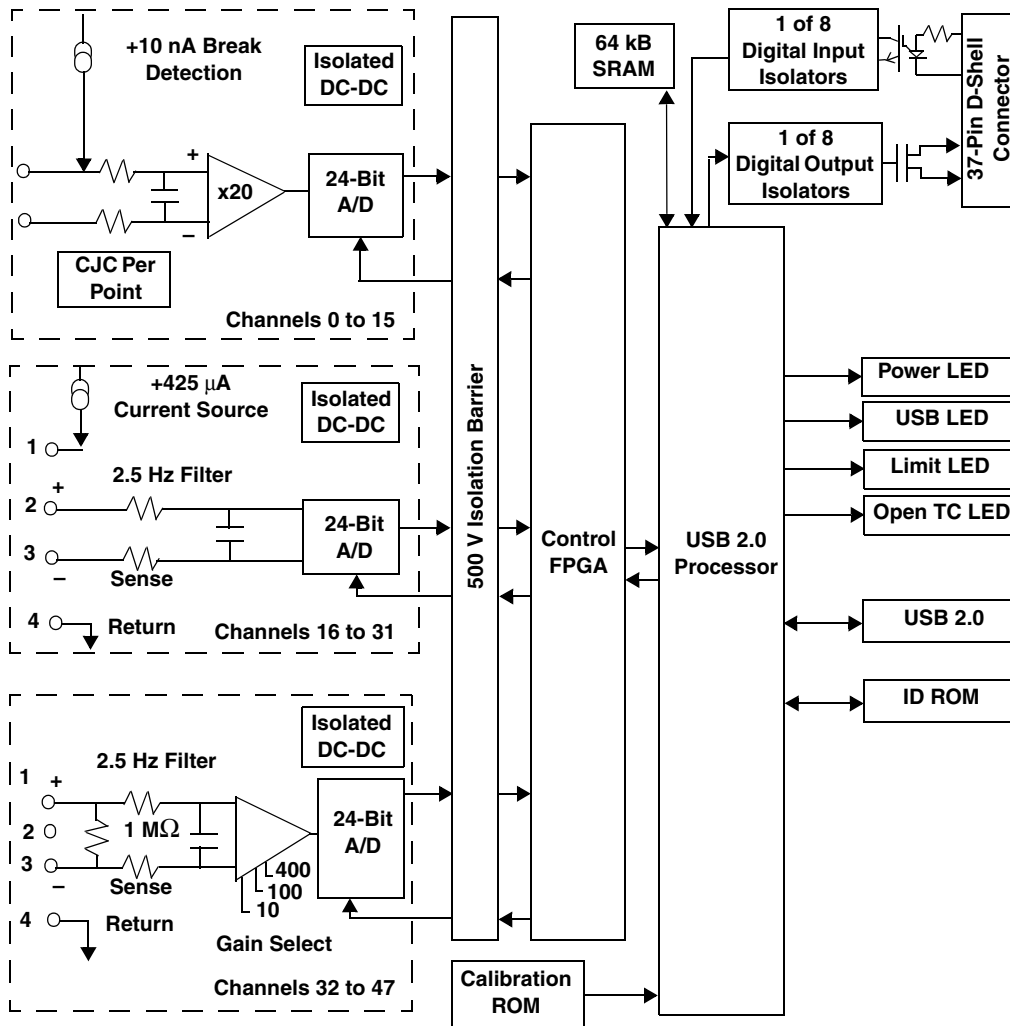 +10 nA Break
Detection
Isolated
DC-DC
+
x20
–
24-Bit
A/D
CJC Per
Point
Channels 0 to 15
+425 µA
Current Source
Isolated
DC-DC
1
2.5 Hz Filter
2
+
3
–
Sense
24-Bit
A/D
4
Return
Channels 16 to 31
Isolated
DC-DC
2.5 Hz Filter
1
+
2
1 MΩ
3
–
Sense
24-Bit
A/D
400
100
10
4
Return
Gain Select
Channels 32 to 47
500 V Isolation Barrier
Control
FPGA
64 kB
SRAM
USB 2.0
Processor
Calibration
ROM
1 of 8
Digital Input
Isolators
1 of 8
Digital Output
Isolators
37-Pin D-Shell
Connector
Power LED
USB LED
Limit LED
Open TC LED
USB 2.0
ID ROM